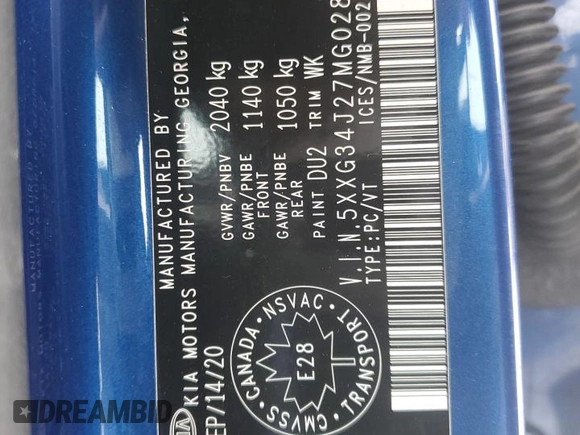 MANUFACTURED BY
KIA MOTORS MANUFACTURING GEORGIA,
EP/14/20
GVWR/PNBV 2040 kg
GAWR/PNBE 1140 kg
FRONT
GAWR/PNBE 1050 kg
REAR
PAINT DU2 TRIM WK
V.I.N.5XXG34J27MG028
TYPE:PC/VT
ICES/NMB-002
CANADA · NSVAC · TRANSPORT · CMVSS
E28
DREAMBID